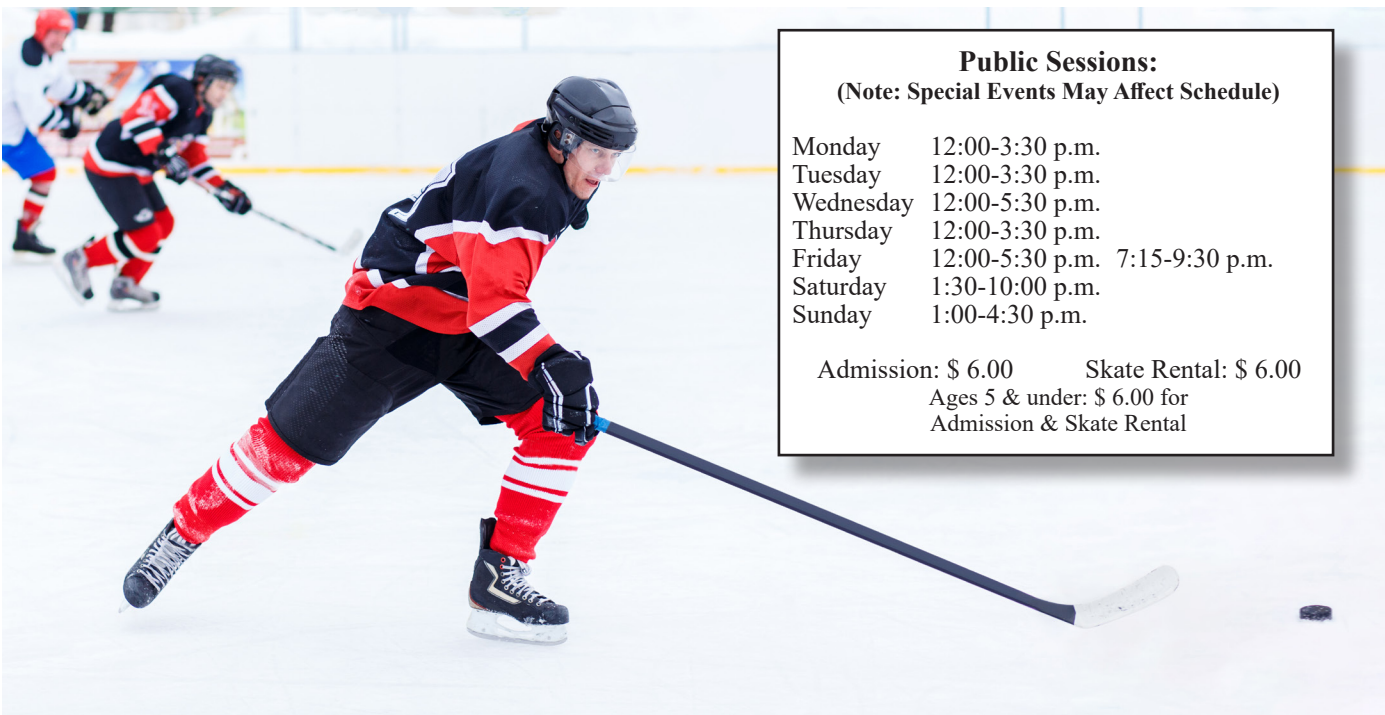 Public Sessions:
(Note: Special Events May Affect Schedule)
Monday 12:00-3:30 p.m.
Tuesday 12:00-3:30 p.m.
Wednesday 12:00-5:30 p.m.
Thursday 12:00-3:30 p.m.
Friday 12:00-5:30 p.m. 7:15-9:30 p.m.
Saturday 1:30-10:00 p.m.
Sunday 1:00-4:30 p.m.
Admission: $ 6.00 Skate Rental: $ 6.00
Ages 5 & under: $ 6.00 for
Admission & Skate Rental